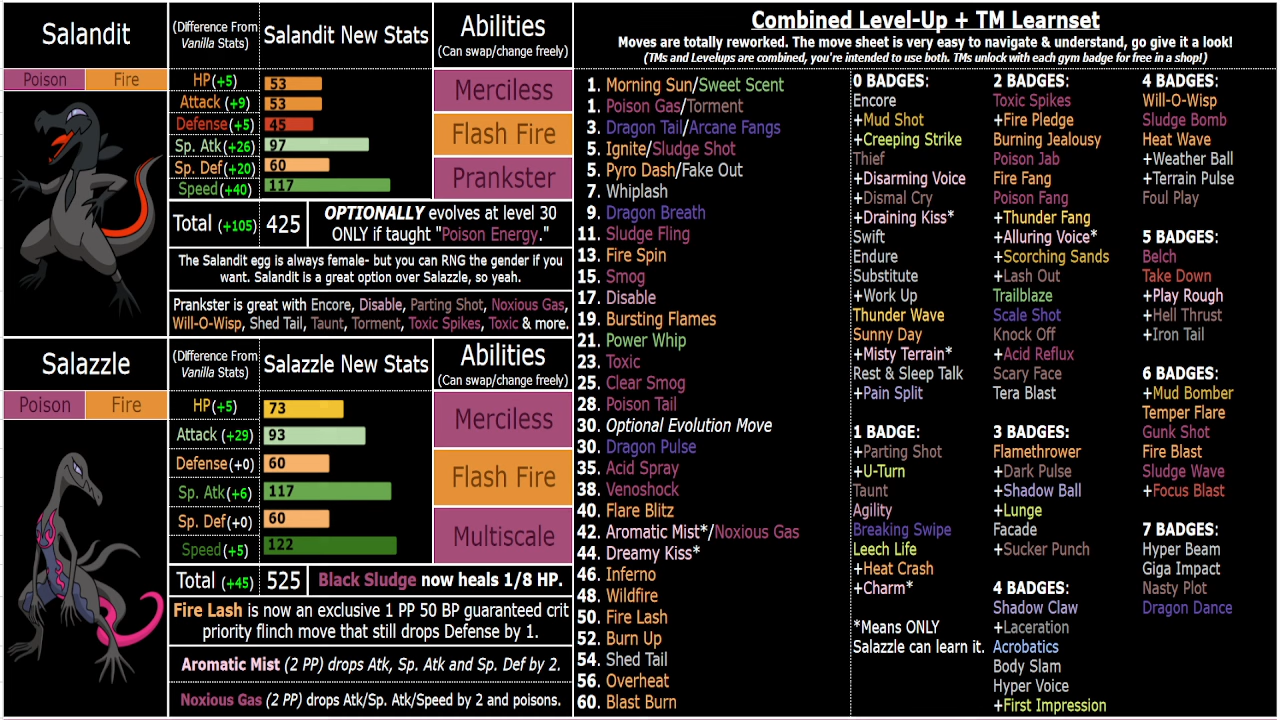 Salandit
Poison Fire
(Difference From
Vanilla Stats)
Salandit New Stats
Abilities
(Can swap/change freely)
HP(+5) 53
Attack (+9) 53
Defense(+5) 45
Sp. Atk(+26) 97
Sp. Def(+20) 60
Speed(+40) 117
Merciless
Flash Fire
Prankster
Total (+105) 425
OPTIONALLY evolves at level 30
ONLY if taught "Poison Energy."
The Salandit egg is always female- but you can RNG the gender if you
want. Salandit is a great option over Salazzle, so yeah.
Prankster is great with Encore, Disable, Parting Shot, Noxious Gas,
Will-O-Wisp, Shed Tail, Taunt, Torment, Toxic Spikes, Toxic & more.
Salazzle
Poison Fire
(Difference From
Vanilla Stats)
Salazzle New Stats
Abilities
(Can swap/change freely)
HP(+5) 73
Attack (+29) 93
Defense(+0) 60
Sp. Atk(+6) 117
Sp. Def(+0) 60
Speed(+5) 122
Merciless
Flash Fire
Multiscale
Total (+45) 525
Black Sludge now heals 1/8 HP.
Fire Lash is now an exclusive 1 PP 50 BP guaranteed crit
priority flinch move that still drops Defense by 1.
Aromatic Mist (2 PP) drops Atk, Sp. Atk and Sp. Def by 2.
Noxious Gas (2 PP) drops Atk/Sp. Atk/Speed by 2 and poisons.
Combined Level-Up + TM Learnset
Moves are totally reworked. The move sheet is very easy to navigate & understand, go give it a look!
(TMs and Levelups are combined, you're intended to use both. TMs unlock with each gym badge for free in a shop!)
1. Morning Sun/Sweet Scent
1. Poison Gas/Torment
3. Dragon Tail/Arcane Fangs
5. Ignite/Sludge Shot
5. Pyro Dash/Fake Out
7. Whiplash
9. Dragon Breath
11. Sludge Fling
13. Fire Spin
15. Smog
17. Disable
19. Bursting Flames
21. Power Whip
23. Toxic
25. Clear Smog
28. Poison Tail
30. Optional Evolution Move
30. Dragon Pulse
35. Acid Spray
38. Venoshock
40. Flare Blitz
42. Aromatic Mist*/Noxious Gas
44. Dreamy Kiss*
46. Inferno
48. Wildfire
50. Fire Lash
52. Burn Up
54. Shed Tail
56. Overheat
60. Blast Burn
0 BADGES:
Encore
+Mud Shot
+Creeping Strike
Thief
+Disarming Voice
+Dismal Cry
+Draining Kiss*
Swift
Endure
Substitute
+Work Up
Thunder Wave
Sunny Day
+Misty Terrain*
Rest & Sleep Talk
+Pain Split
1 BADGE:
+Parting Shot
+U-Turn
Taunt
Agility
Breaking Swipe
Leech Life
+Heat Crash
+Charm*
*Means ONLY
Salazzle can learn it.
2 BADGES:
Toxic Spikes
+Fire Pledge
Burning Jealousy
Poison Jab
Fire Fang
Poison Fang
+Thunder Fang
+Alluring Voice*
+Scorching Sands
+Lash Out
Trailblaze
Scale Shot
Knock Off
+Acid Reflux
Scary Face
Tera Blast
3 BADGES:
Flamethrower
+Dark Pulse
+Shadow Ball
+Lunge
Facade
+Sucker Punch
4 BADGES:
Shadow Claw
+Laceration
Acrobatics
Body Slam
Hyper Voice
+First Impression
4 BADGES:
Will-O-Wisp
Sludge Bomb
Heat Wave
+Weather Ball
+Terrain Pulse
Foul Play
5 BADGES:
Belch
Take Down
+Play Rough
+Hell Thrust
+Iron Tail
6 BADGES:
+Mud Bomber
Temper Flare
Gunk Shot
Fire Blast
Sludge Wave
+Focus Blast
7 BADGES:
Hyper Beam
Giga Impact
Nasty Plot
Dragon Dance